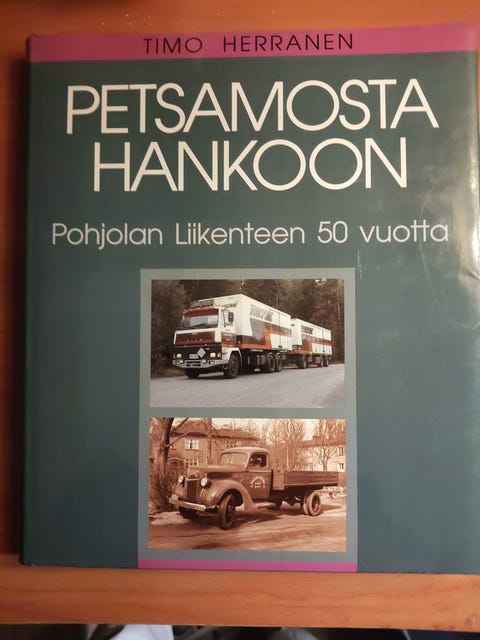 TIMO HERRANEN
PETSAMOSTA
HANKOON
Pohjolan Liikenteen 50 vuotta